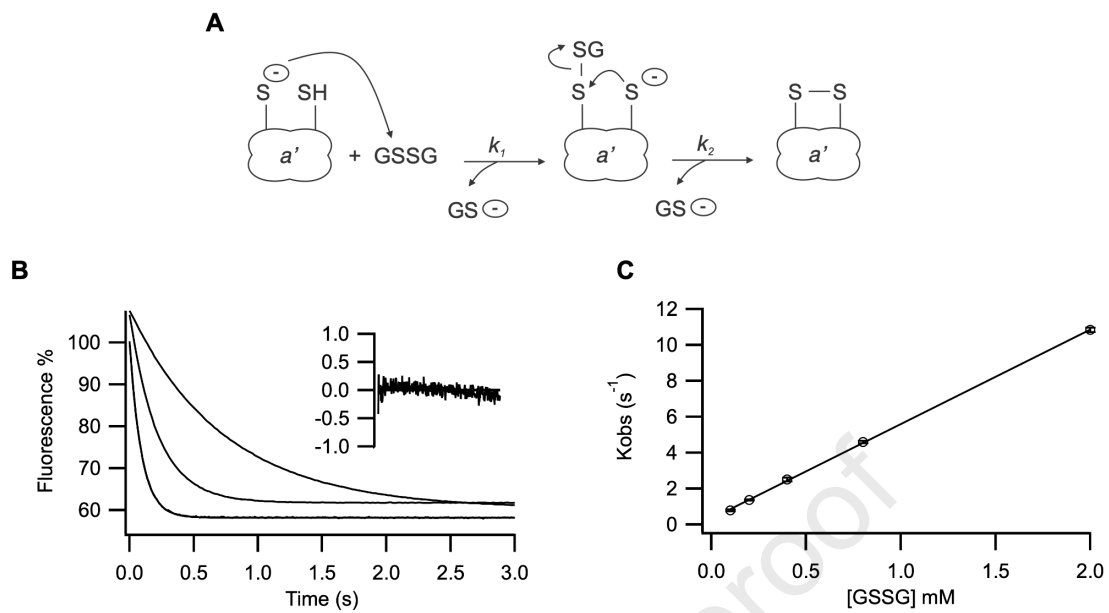 A
SG
S - SH
S S -
S S
a' + GSSG k1 a' k2 a'
GS - GS -
B
Fluorescence %
100
90
80
70
60
1.0
0.5
0.0
-0.5
-1.0
0.0 0.5 1.0 1.5 2.0 2.5 3.0
Time (s)
C
Kobs (s-1)
12
10
8
6
4
2
0
0.0 0.5 1.0 1.5 2.0
[GSSG] mM
proof